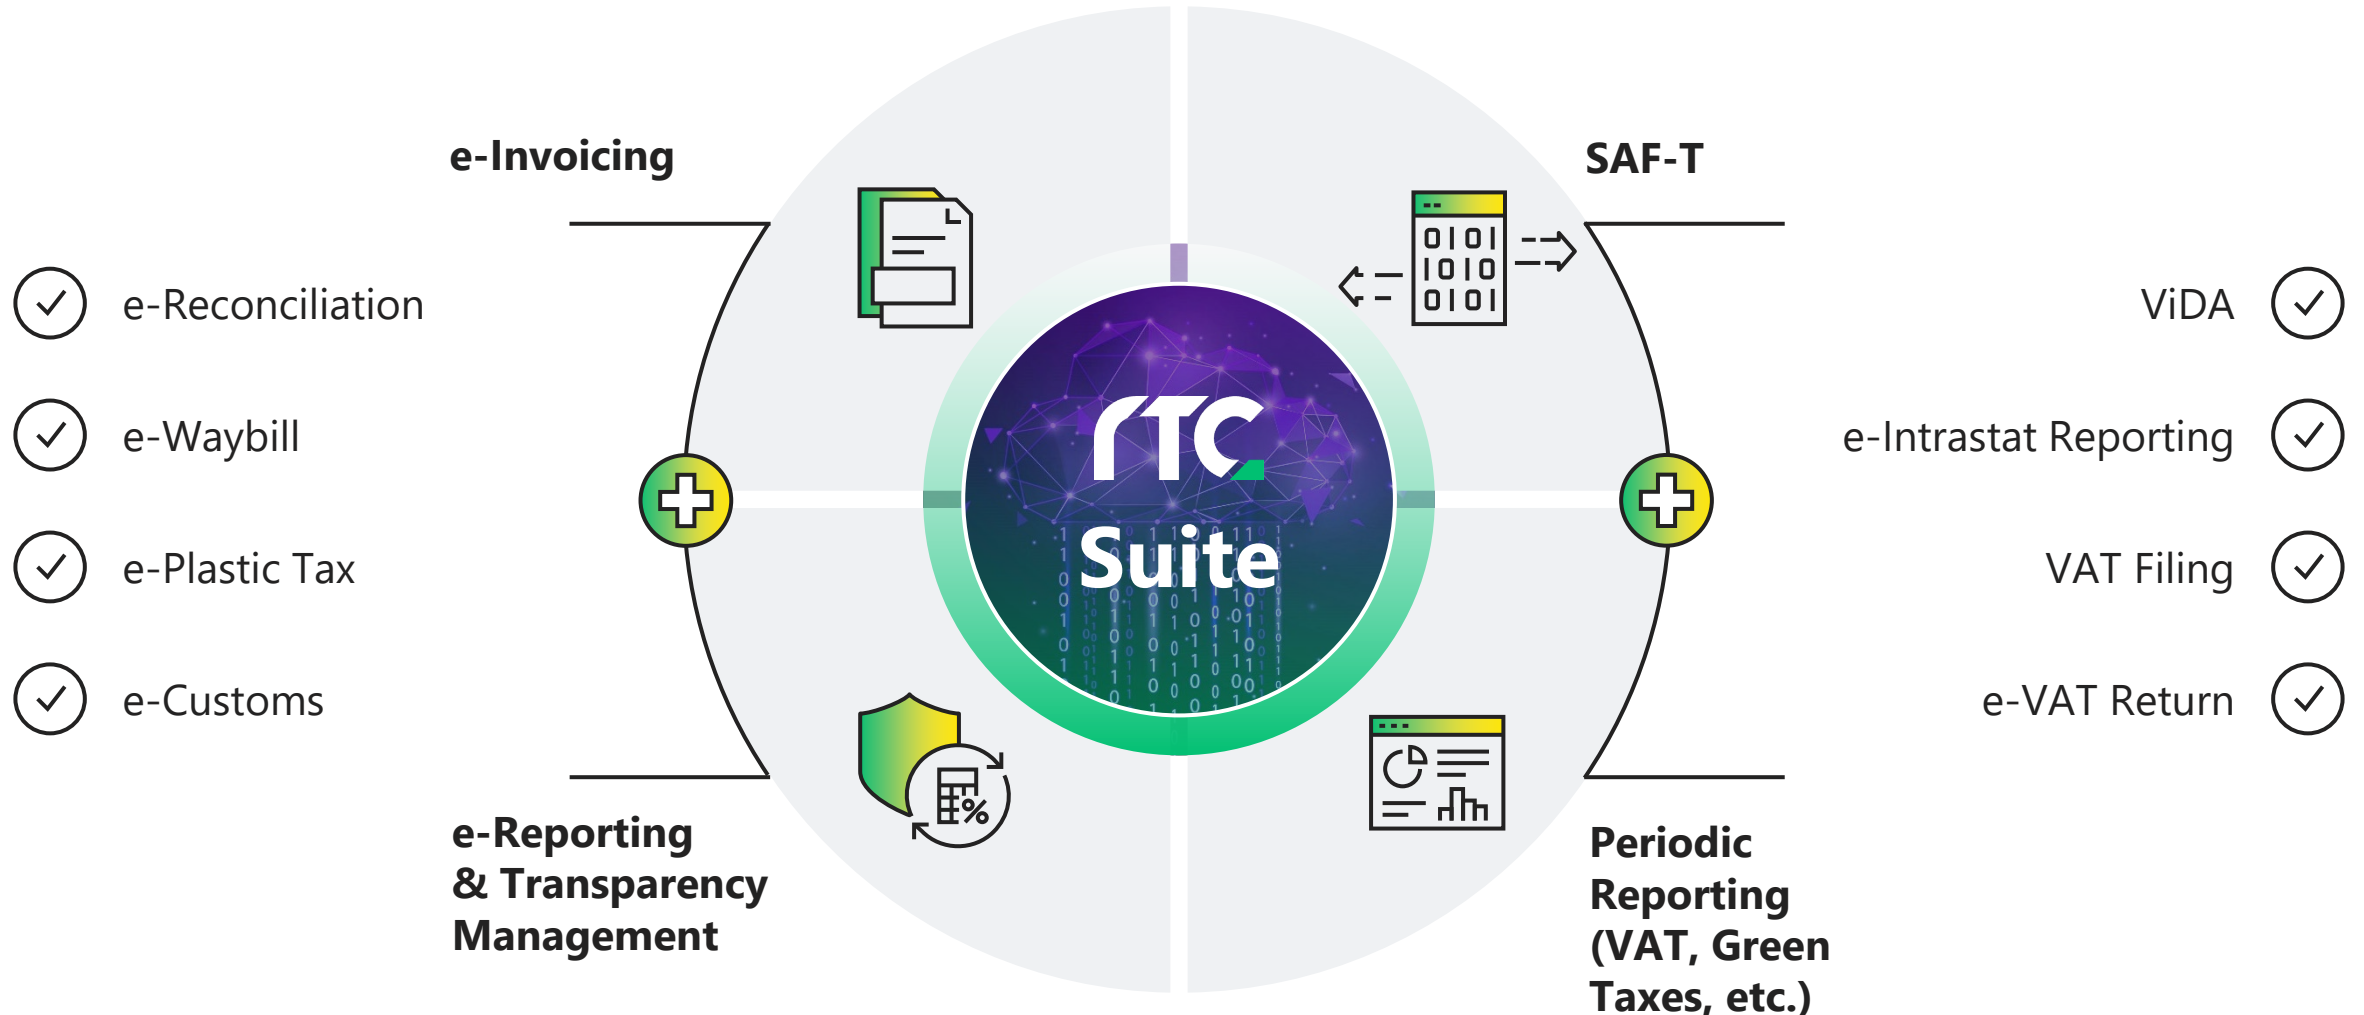 e-Invoicing
SAF-T
e-Reconciliation
e-Waybill
e-Plastic Tax
e-Customs
rTC
Suite
ViDA
e-Intrastat Reporting
VAT Filing
e-VAT Return
e-Reporting
& Transparency
Management
Periodic
Reporting
(VAT, Green
Taxes, etc.)